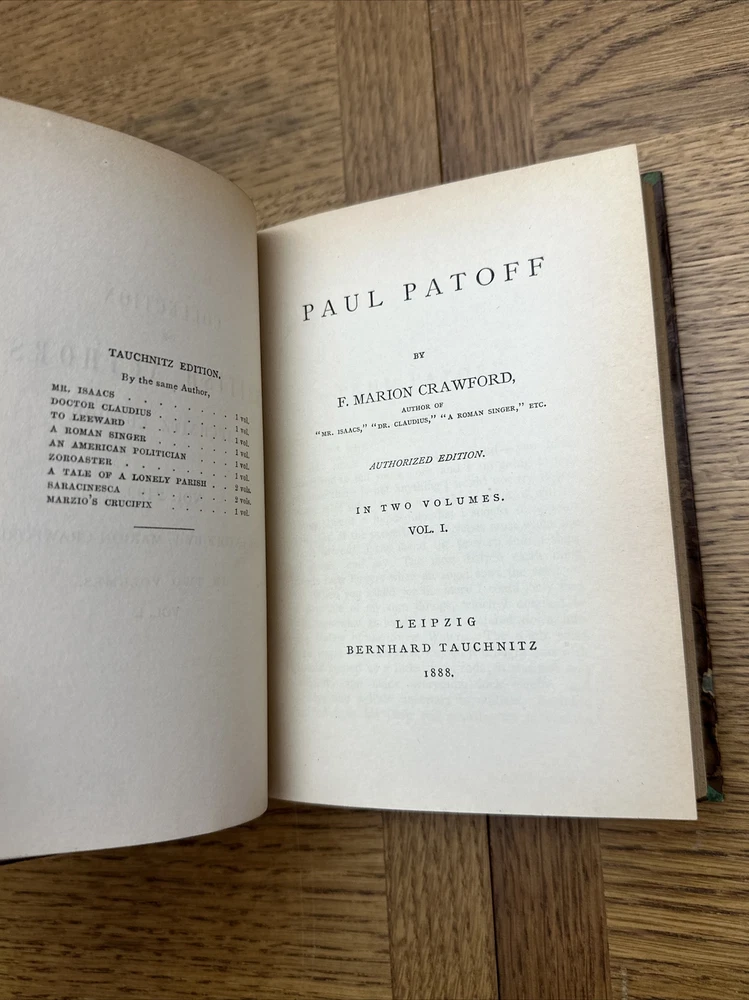 TAUCHNITZ EDITION.
By the same Author,
MR. ISAACS . . . . . . . 1 vol.
DOCTOR CLAUDIUS . . . . . . 1 vol.
TO LEEWARD . . . . . . . 1 vol.
A ROMAN SINGER . . . . . . 1 vol.
AN AMERICAN POLITICIAN . . . . 1 vol.
ZOROASTER . . . . . . . 1 vol.
A TALE OF A LONELY PARISH . . 2 vols.
SARACINESCA . . . . . . 2 vols.
MARZIO'S CRUCIFIX . . . . . 1 vol.
PAUL PATOFF
BY
F. MARION CRAWFORD,
AUTHOR OF
"MR. ISAACS," "DR. CLAUDIUS," "A ROMAN SINGER," ETC.
AUTHORIZED EDITION.
IN TWO VOLUMES.
VOL. I.
LEIPZIG
BERNHARD TAUCHNITZ
1888.